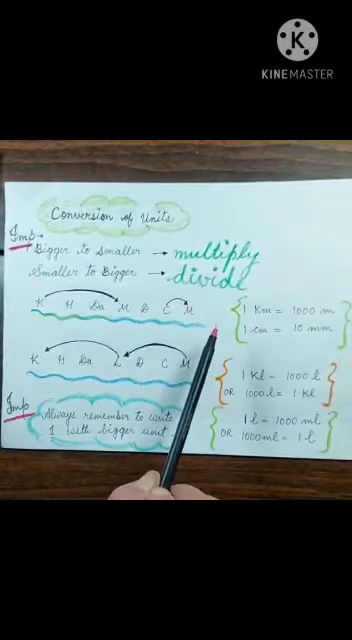 K
KINEMASTER
Conversion of Units
Imp →
Bigger to Smaller → multiply
Smaller to Bigger → divide
K H Da M D C M
1 Km = 1000 m
1 cm = 10 mm
K H Da L D C M
1 Kl = 1000 l
OR 1000 l = 1 Kl
Imp
Always remember to write
1 with bigger unit.
1 l = 1000 ml
OR 1000ml = 1 l